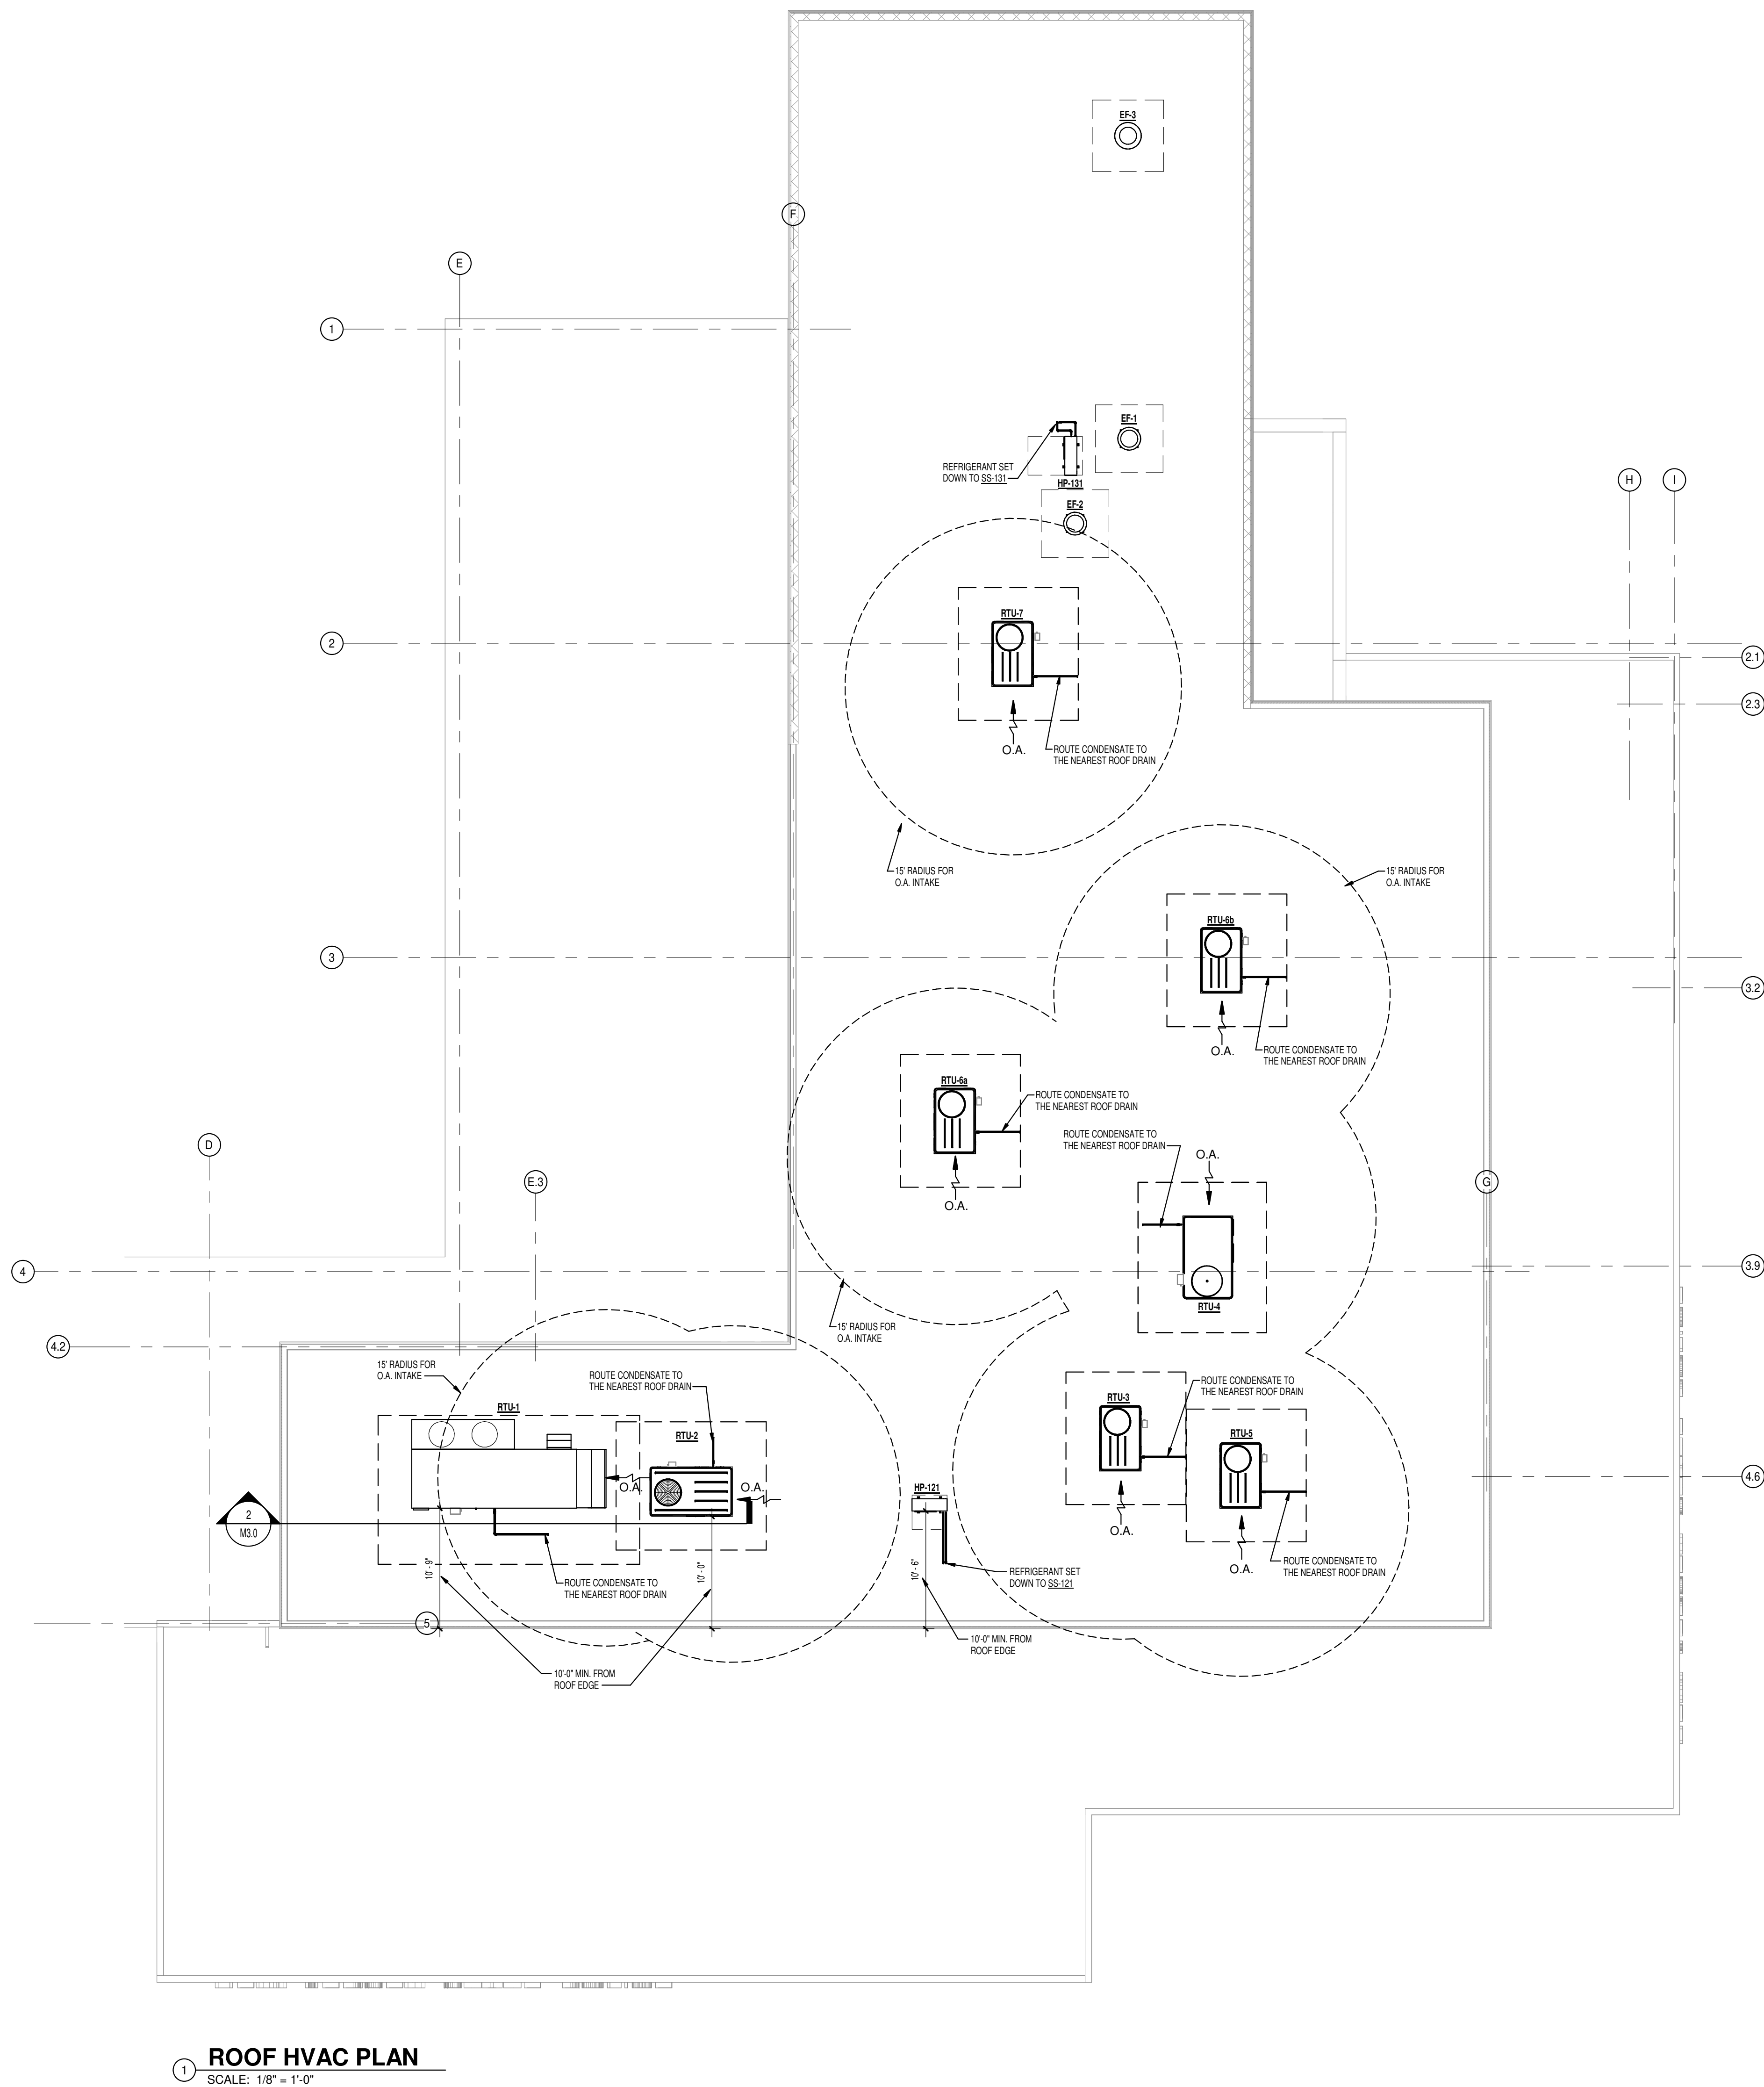 EF-3
F
E
1
EF-1
REFRIGERANT SET
DOWN TO SS-131
HP-131
H
I
EF-2
RTU-7
2
2.1
2.3
O.A.
ROUTE CONDENSATE TO
THE NEAREST ROOF DRAIN
15' RADIUS FOR
O.A. INTAKE
15' RADIUS FOR
O.A. INTAKE
RTU-6b
3
3.2
O.A.
ROUTE CONDENSATE TO
THE NEAREST ROOF DRAIN
RTU-6a
ROUTE CONDENSATE TO
THE NEAREST ROOF DRAIN
ROUTE CONDENSATE TO
THE NEAREST ROOF DRAIN
D
O.A.
E.3
G
O.A.
4
3.9
RTU-4
15' RADIUS FOR
O.A. INTAKE
4.2
15' RADIUS FOR
O.A. INTAKE
ROUTE CONDENSATE TO
THE NEAREST ROOF DRAIN
ROUTE CONDENSATE TO
THE NEAREST ROOF DRAIN
RTU-1
RTU-2
RTU-3
RTU-5
4.6
O.A.
O.A.
HP-121
2
M3.0
O.A.
O.A.
10' - 9"
10' - 0"
10' - 6"
ROUTE CONDENSATE TO
THE NEAREST ROOF DRAIN
REFRIGERANT SET
DOWN TO SS-121
ROUTE CONDENSATE TO
THE NEAREST ROOF DRAIN
5
10'-0" MIN. FROM
ROOF EDGE
10'-0" MIN. FROM
ROOF EDGE
1
ROOF HVAC PLAN
SCALE: 1/8" = 1'-0"